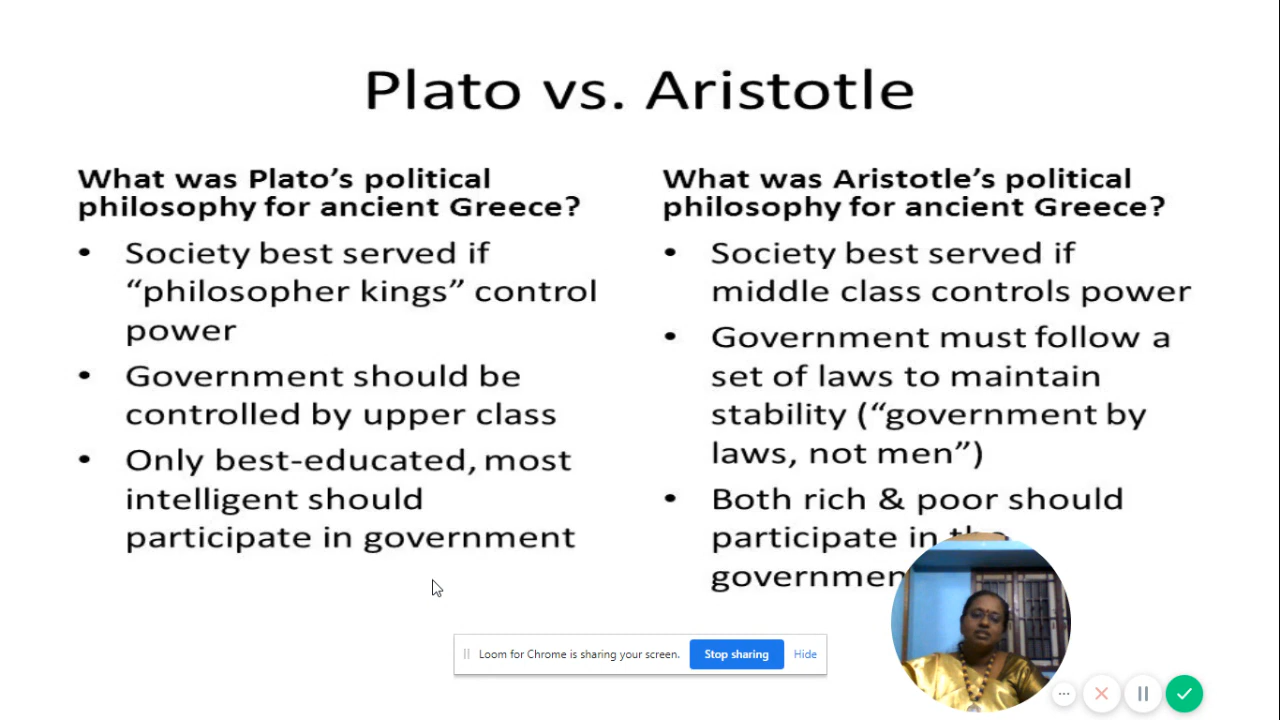 Plato vs. Aristotle
What was Plato’s political
philosophy for ancient Greece?
• Society best served if
“philosopher kings” control
power
• Government should be
controlled by upper class
• Only best-educated, most
intelligent should
participate in government
What was Aristotle’s political
philosophy for ancient Greece?
• Society best served if
middle class controls power
• Government must follow a
set of laws to maintain
stability (“government by
laws, not men”)
• Both rich & poor should
participate in the
Loom for Chrome is sharing your screen. Stop sharing Hide